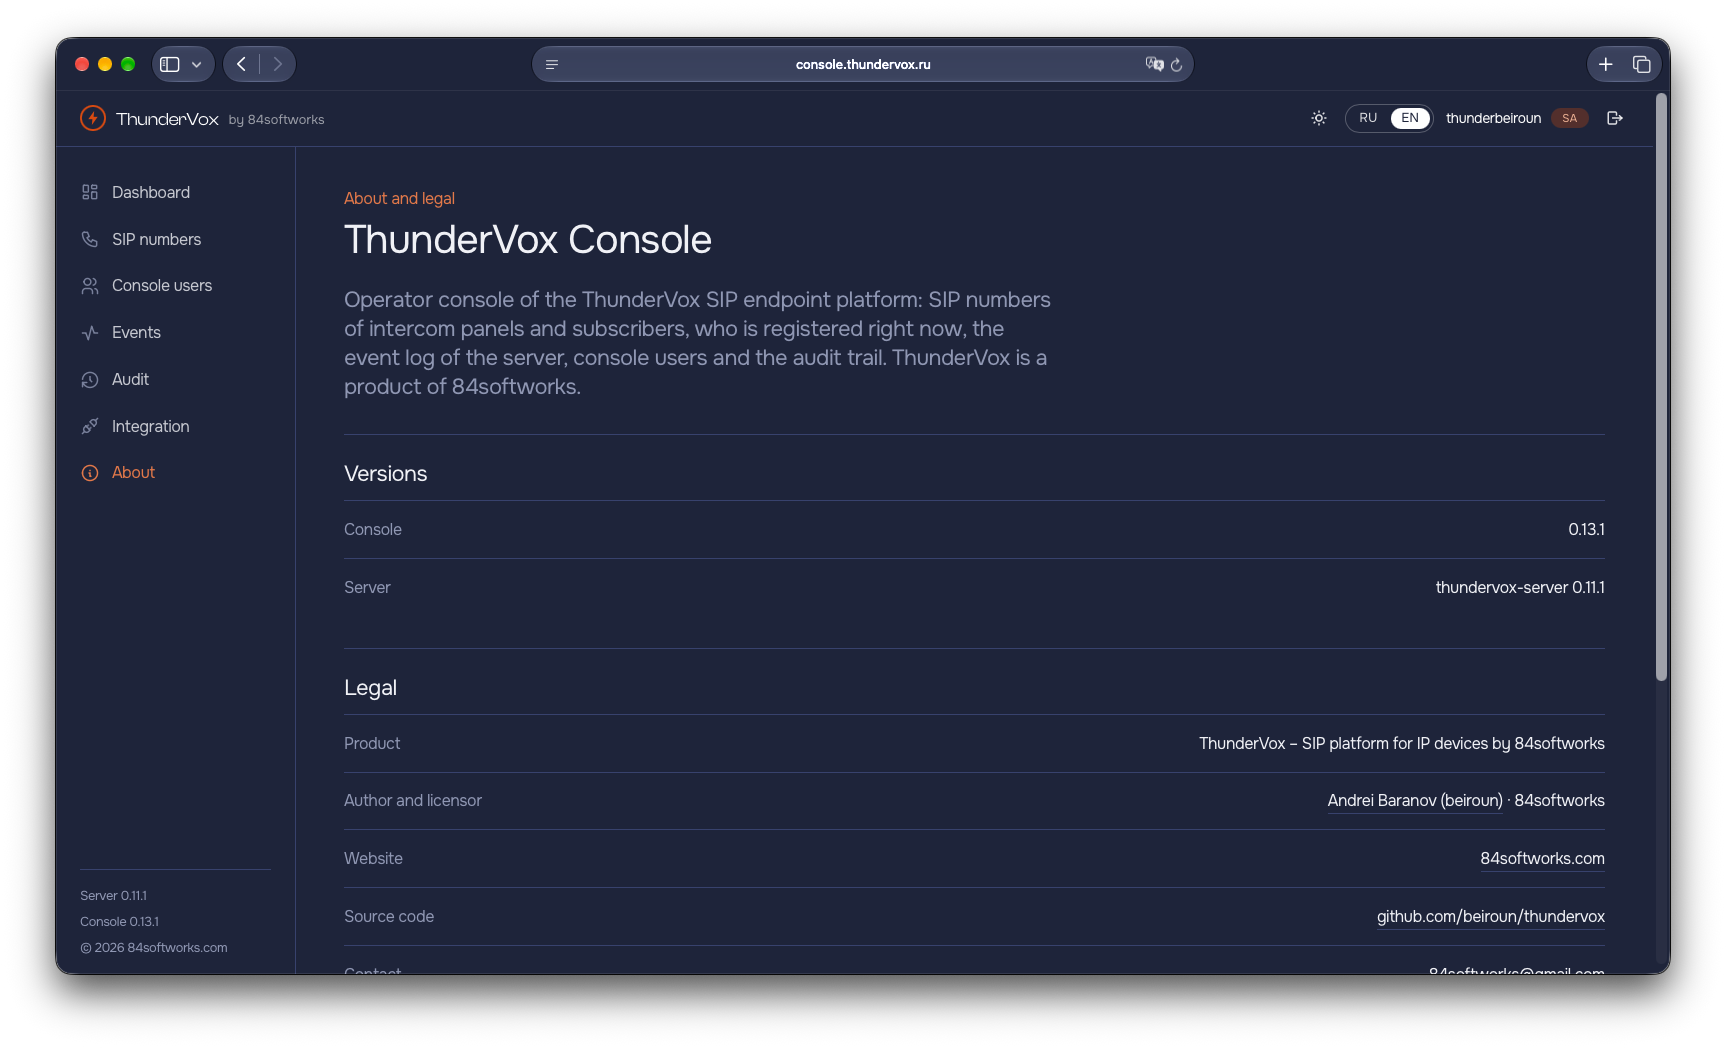 console.thundervox.ru
ThunderVox by 84softworks
RU EN thunderbeiroun SA
Dashboard
SIP numbers
Console users
Events
Audit
Integration
About
Server 0.11.1
Console 0.13.1
© 2026 84softworks.com
About and legal
ThunderVox Console
Operator console of the ThunderVox SIP endpoint platform: SIP numbers
of intercom panels and subscribers, who is registered right now, the
event log of the server, console users and the audit trail. ThunderVox is a
product of 84softworks.
Versions
Console 0.13.1
Server thundervox-server 0.11.1
Legal
Product ThunderVox – SIP platform for IP devices by 84softworks
Author and licensor Andrei Baranov (beiroun) · 84softworks
Website 84softworks.com
Source code github.com/beiroun/thundervox
Contact 84softworks@gmail.com